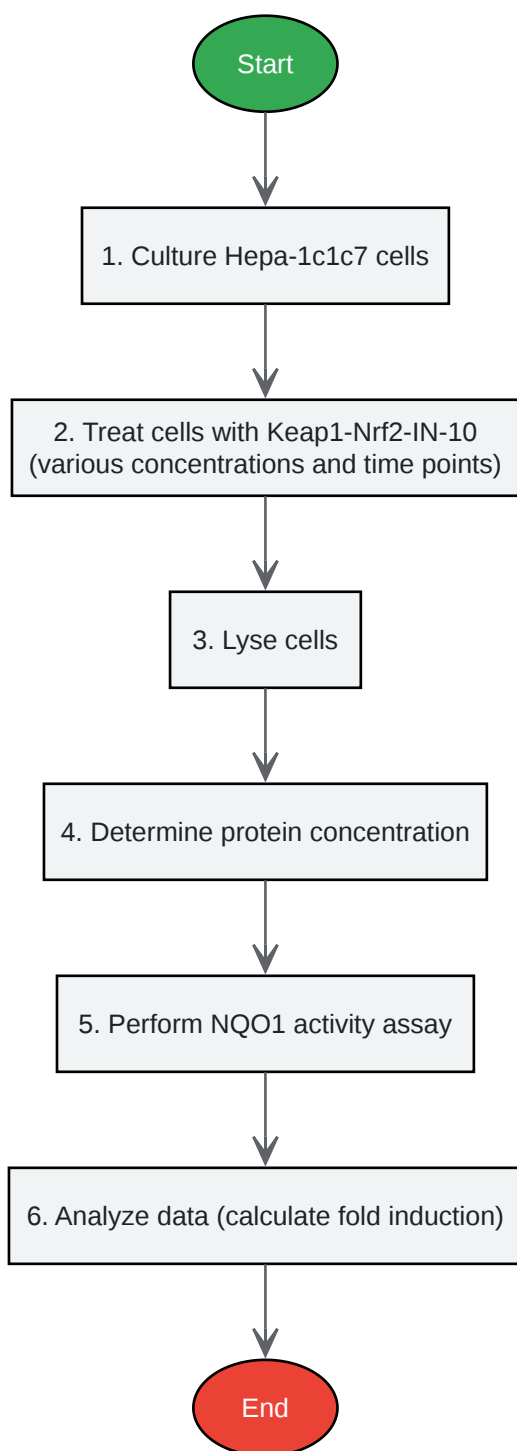 Start
1. Culture Hepa-1c1c7 cells
2. Treat cells with Keap1-Nrf2-IN-10
(various concentrations and time points)
3. Lyse cells
4. Determine protein concentration
5. Perform NQO1 activity assay
6. Analyze data (calculate fold induction)
End